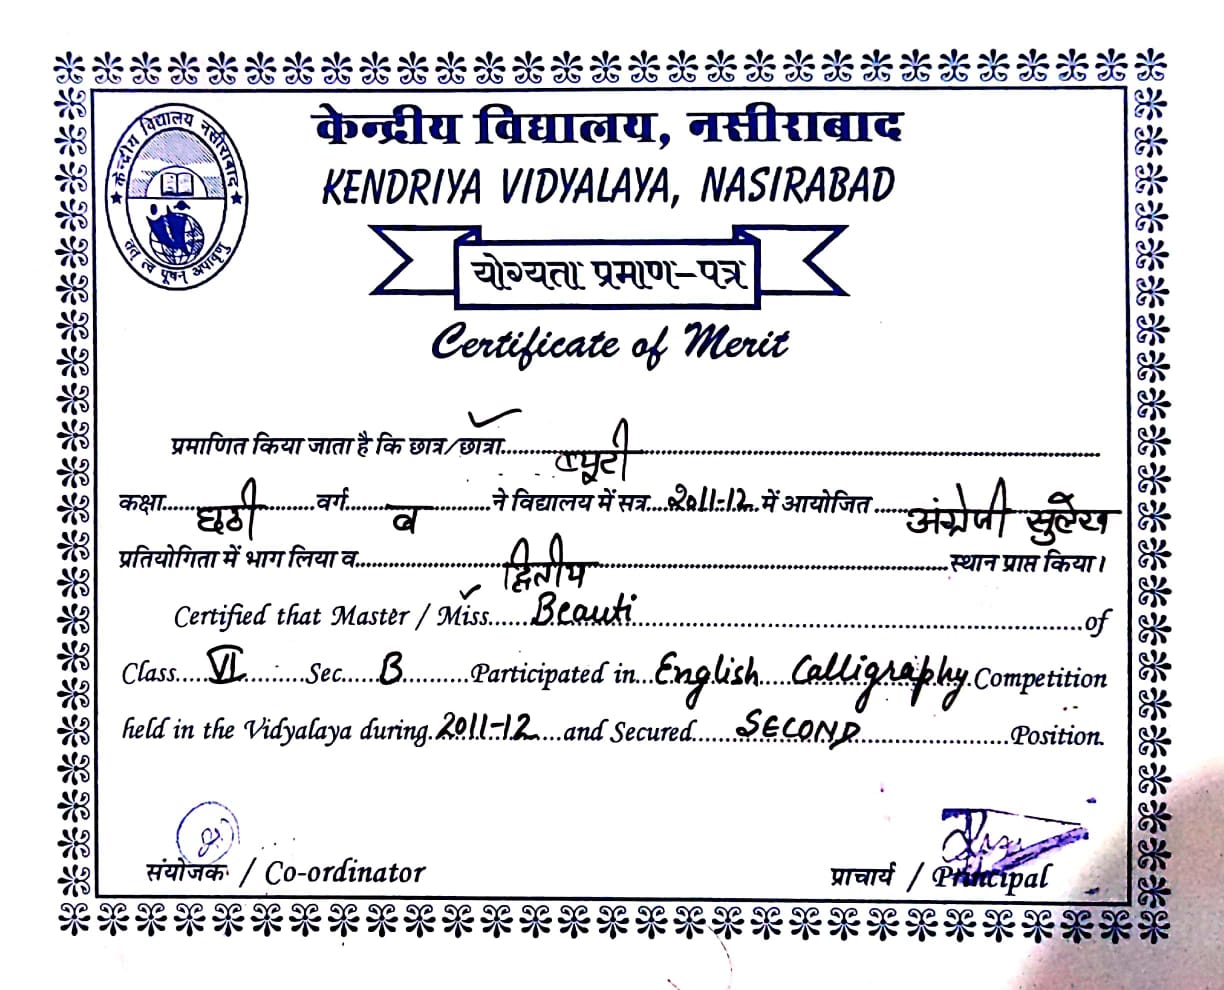 केन्द्रीय विद्यालय नसीराबाद
तत् त्वं पूषन् अपावृणु
केन्द्रीय विद्यालय, नसीराबाद
KENDRIYA VIDYALAYA, NASIRABAD
योग्यता प्रमाण-पत्र
Certificate of Merit
प्रमाणित किया जाता है कि छात्र/छात्रा ब्यूटी
कक्षा छठी वर्ग ब ने विद्यालय में सत्र 2011-12 में आयोजित अंग्रेजी सुलेख
प्रतियोगिता में भाग लिया व द्वितीय स्थान प्राप्त किया।
Certified that Master / Miss Beauti of
Class VI Sec B Participated in English Calligraphy Competition
held in the Vidyalaya during 2011-12 and Secured SECOND Position.
संयोजक / Co-ordinator
प्राचार्य / Principal